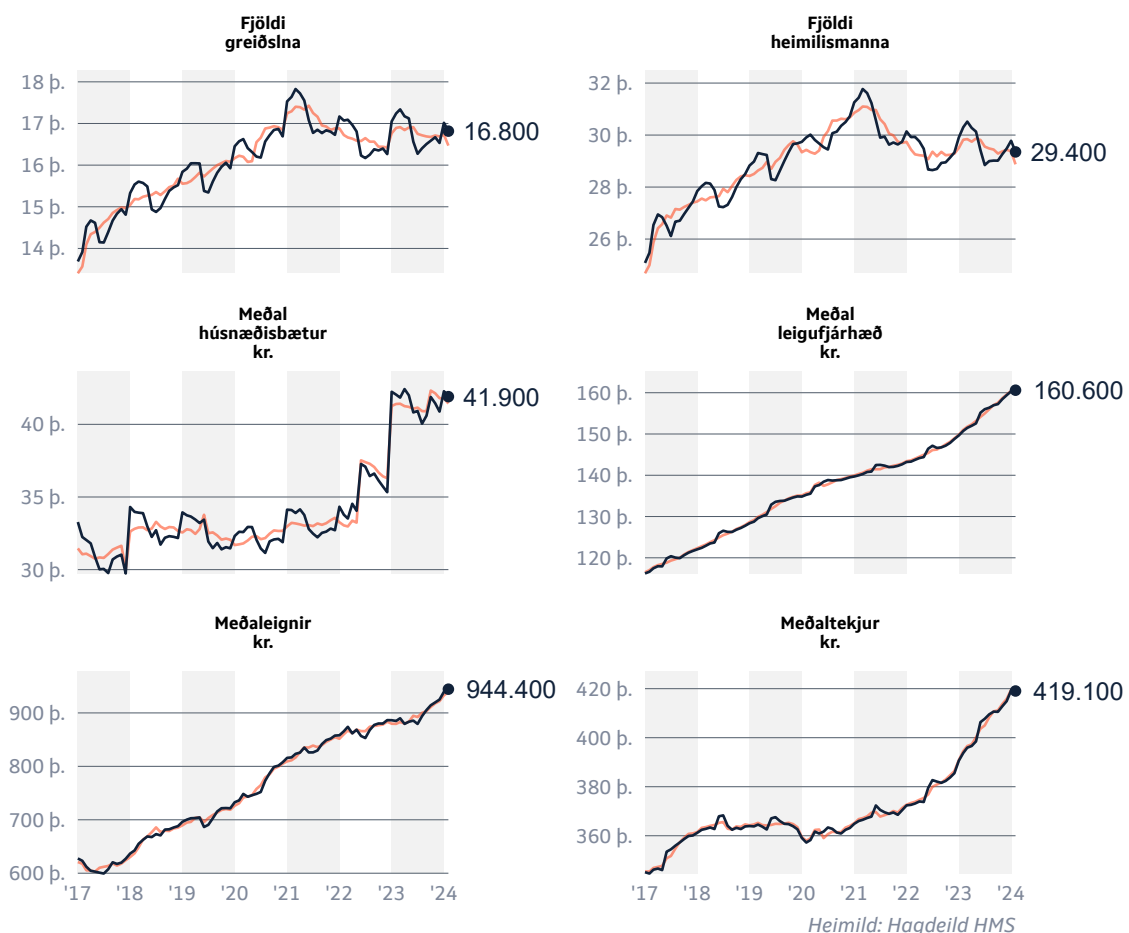 Fjöldi
greiðslna
18 þ.
17 þ.
16 þ.
15 þ.
14 þ.
16.800
Fjöldi
heimilismanna
32 þ.
30 þ.
28 þ.
26 þ.
29.400
Meðal
húsnæðisbætur
kr.
40 þ.
35 þ.
30 þ.
41.900
Meðal
leigufjárhæð
kr.
160 þ.
150 þ.
140 þ.
130 þ.
120 þ.
160.600
Meðaleignir
kr.
900 þ.
800 þ.
700 þ.
600 þ.
944.400
'17 '18 '19 '20 '21 '22 '23 '24
Meðaltekjur
kr.
420 þ.
400 þ.
380 þ.
360 þ.
419.100
'17 '18 '19 '20 '21 '22 '23 '24
Heimild: Hagdeild HMS